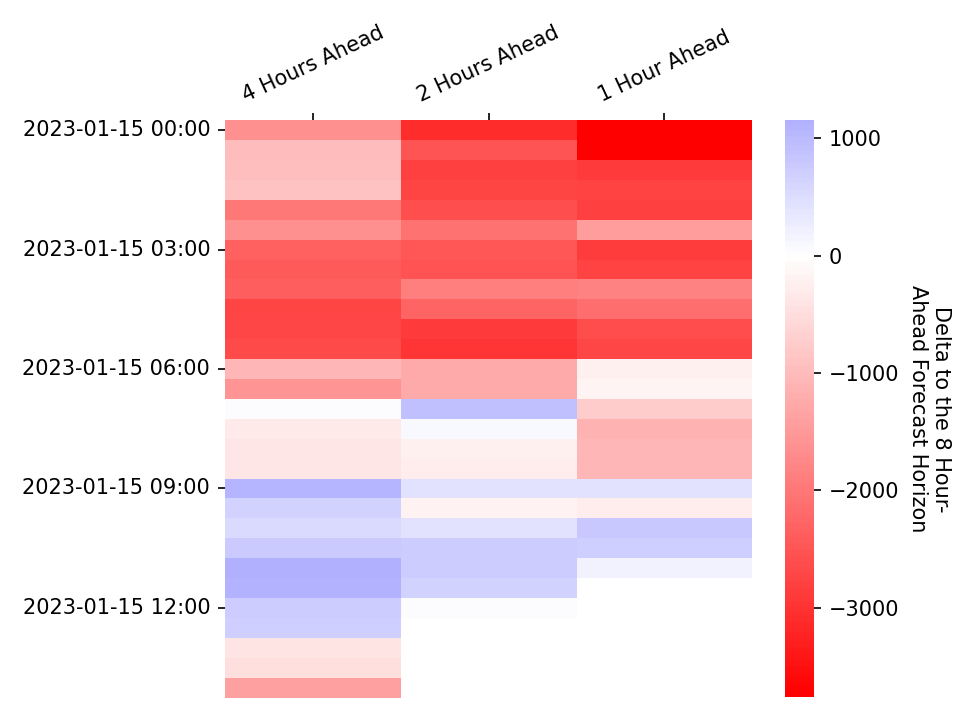 4 Hours Ahead
2 Hours Ahead
1 Hour Ahead
2023-01-15 00:00
2023-01-15 03:00
2023-01-15 06:00
2023-01-15 09:00
2023-01-15 12:00
1000
0
−1000
−2000
−3000
Delta to the 8 Hour-
Ahead Forecast Horizon